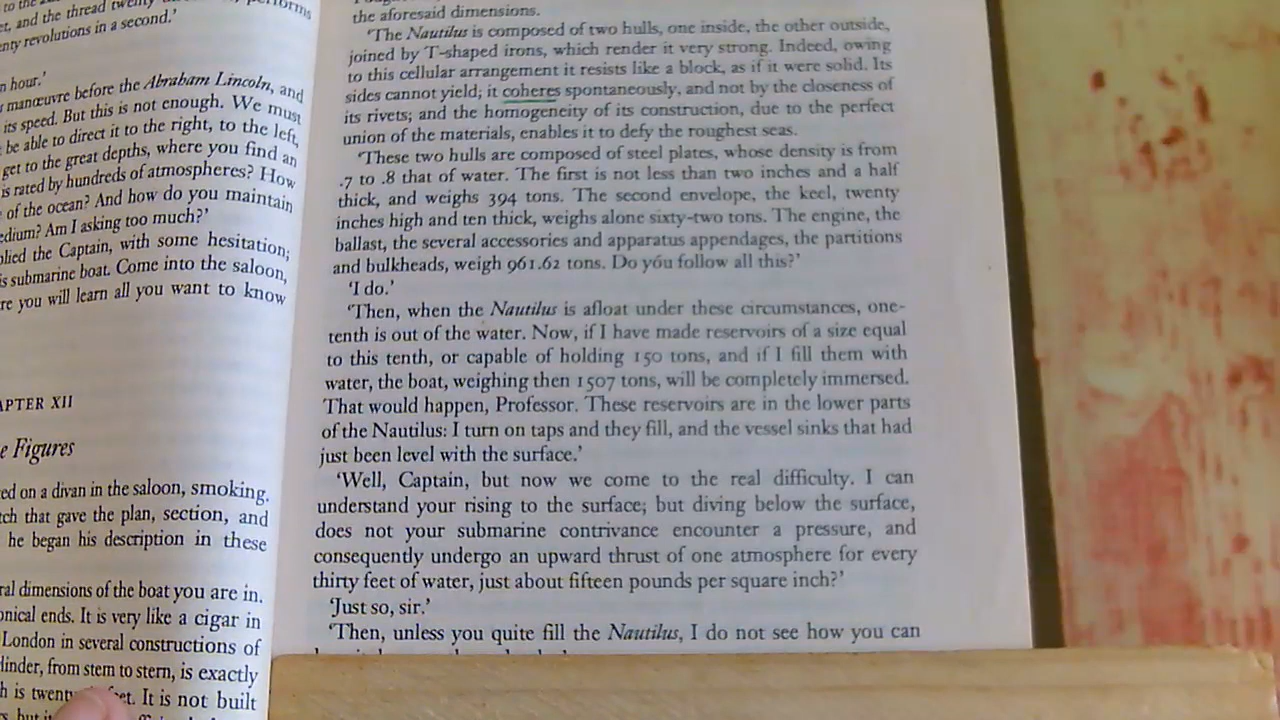 to the
et, and the thread twenty
performs
enty revolutions in a second.'
n hour.'
manœuvre before the Abraham Lincoln, and
its speed. But this is not enough. We must
be able to direct it to the right, to the left,
get to the great depths, where you find an
is rated by hundreds of atmospheres? How
of the ocean? And how do you maintain
edium? Am I asking too much?'
plied the Captain, with some hesitation;
is submarine boat. Come into the saloon,
re you will learn all you want to know
APTER XII
e Figures
ed on a divan in the saloon, smoking.
tch that gave the plan, section, and
he began his description in these
ral dimensions of the boat you are in.
onical ends. It is very like a cigar in
London in several constructions of
linder, from stem to stern, is exactly
h is twenty feet. It is not built
the aforesaid dimensions.
'The Nautilus is composed of two hulls, one inside, the other outside,
joined by T-shaped irons, which render it very strong. Indeed, owing
to this cellular arrangement it resists like a block, as if it were solid. Its
sides cannot yield; it coheres spontaneously, and not by the closeness of
its rivets; and the homogeneity of its construction, due to the perfect
union of the materials, enables it to defy the roughest seas.
'These two hulls are composed of steel plates, whose density is from
.7 to .8 that of water. The first is not less than two inches and a half
thick, and weighs 394 tons. The second envelope, the keel, twenty
inches high and ten thick, weighs alone sixty-two tons. The engine, the
ballast, the several accessories and apparatus appendages, the partitions
and bulkheads, weigh 961.62 tons. Do you follow all this?'
'I do.'
'Then, when the Nautilus is afloat under these circumstances, one-
tenth is out of the water. Now, if I have made reservoirs of a size equal
to this tenth, or capable of holding 150 tons, and if I fill them with
water, the boat, weighing then 1507 tons, will be completely immersed.
That would happen, Professor. These reservoirs are in the lower parts
of the Nautilus: I turn on taps and they fill, and the vessel sinks that had
just been level with the surface.'
'Well, Captain, but now we come to the real difficulty. I can
understand your rising to the surface; but diving below the surface,
does not your submarine contrivance encounter a pressure, and
consequently undergo an upward thrust of one atmosphere for every
thirty feet of water, just about fifteen pounds per square inch?'
'Just so, sir.'
'Then, unless you quite fill the Nautilus, I do not see how you can